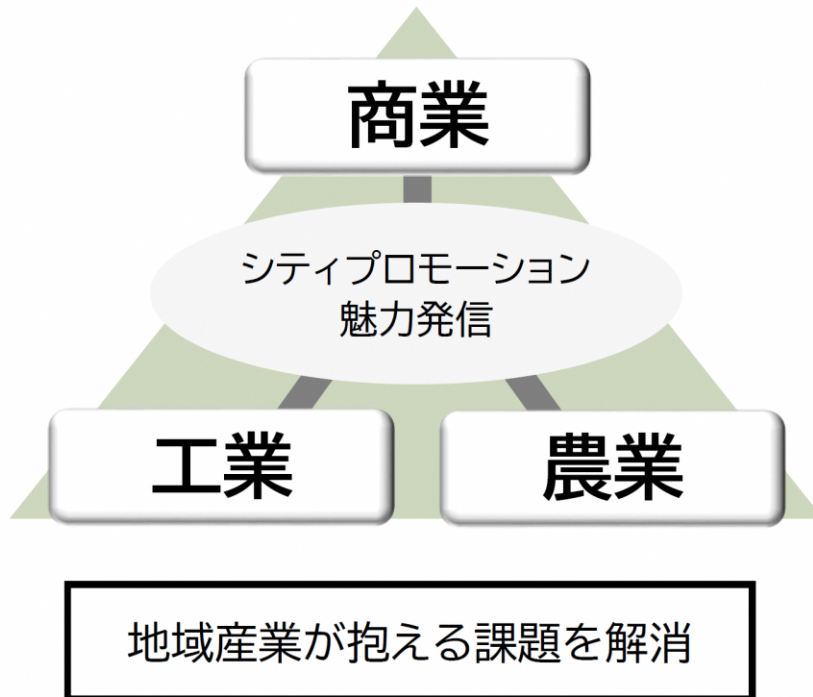 商業
シティプロモーション
魅力発信
工業
農業
地域産業が抱える課題を解消